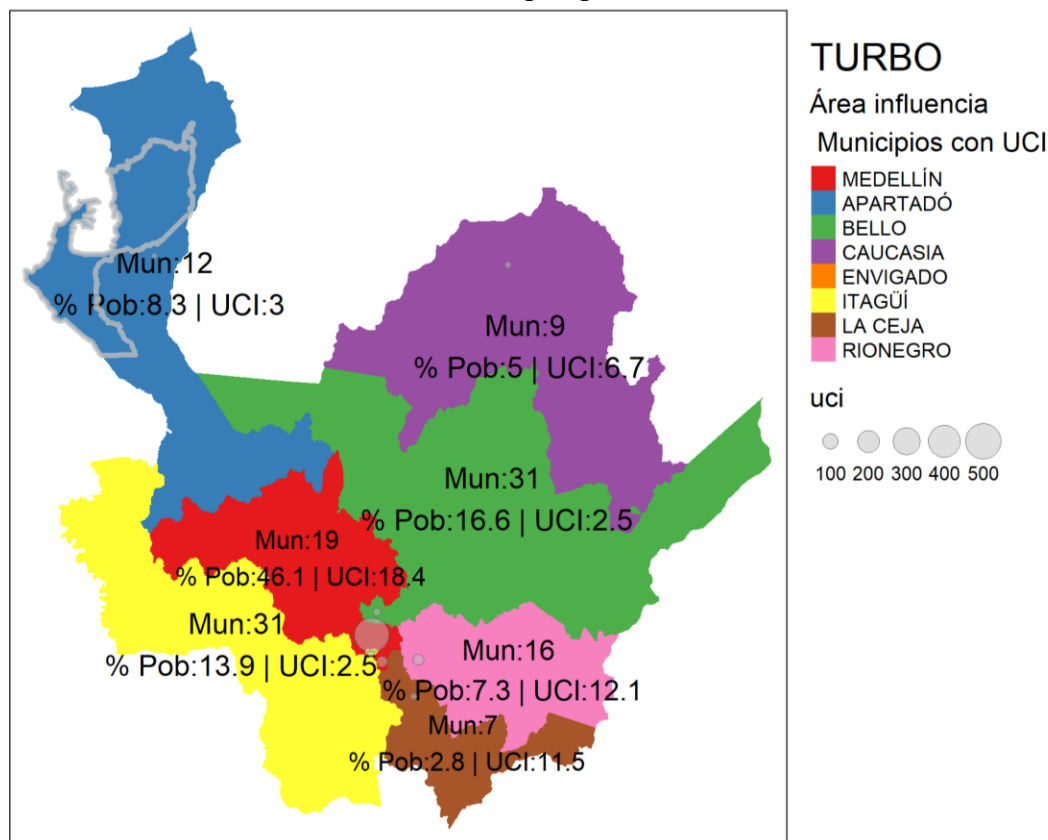 TURBO
Área influencia
Municipios con UCI
MEDELLÍN
APARTADÓ
BELLO
CAUCASIA
ENVIGADO
ITAGÜÍ
LA CEJA
RIONEGRO
uci
100 200 300 400 500
Mun:12
% Pob:8.3 | UCI:3
Mun:9
% Pob:5 | UCI:6.7
Mun:31
% Pob:16.6 | UCI:2.5
Mun:19
% Pob:46.1 | UCI:18.4
Mun:31
% Pob:13.9 | UCI:2.5
Mun:16
% Pob:7.3 | UCI:12.1
Mun:7
% Pob:2.8 | UCI:11.5